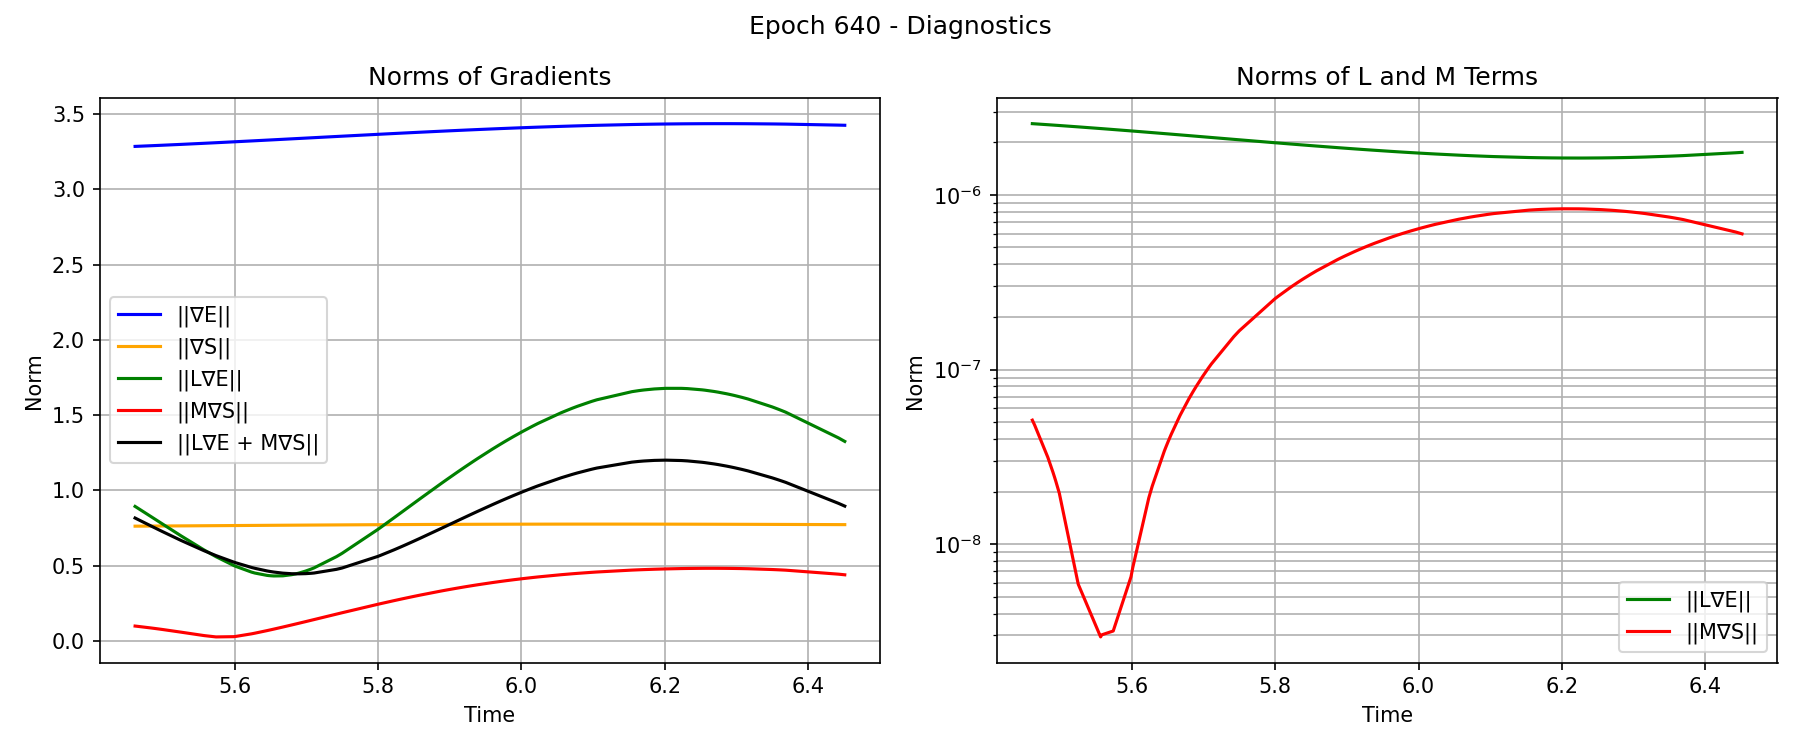 Epoch 640 - Diagnostics
Norms of Gradients
Norm
3.5
3.0
2.5
2.0
1.5
1.0
0.5
0.0
||∇E||
||∇S||
||L∇E||
||M∇S||
||L∇E + M∇S||
5.6
5.8
6.0
6.2
6.4
Time
Norms of L and M Terms
Norm
10⁻⁶
10⁻⁷
10⁻⁸
||L∇E||
||M∇S||
5.6
5.8
6.0
6.2
6.4
Time